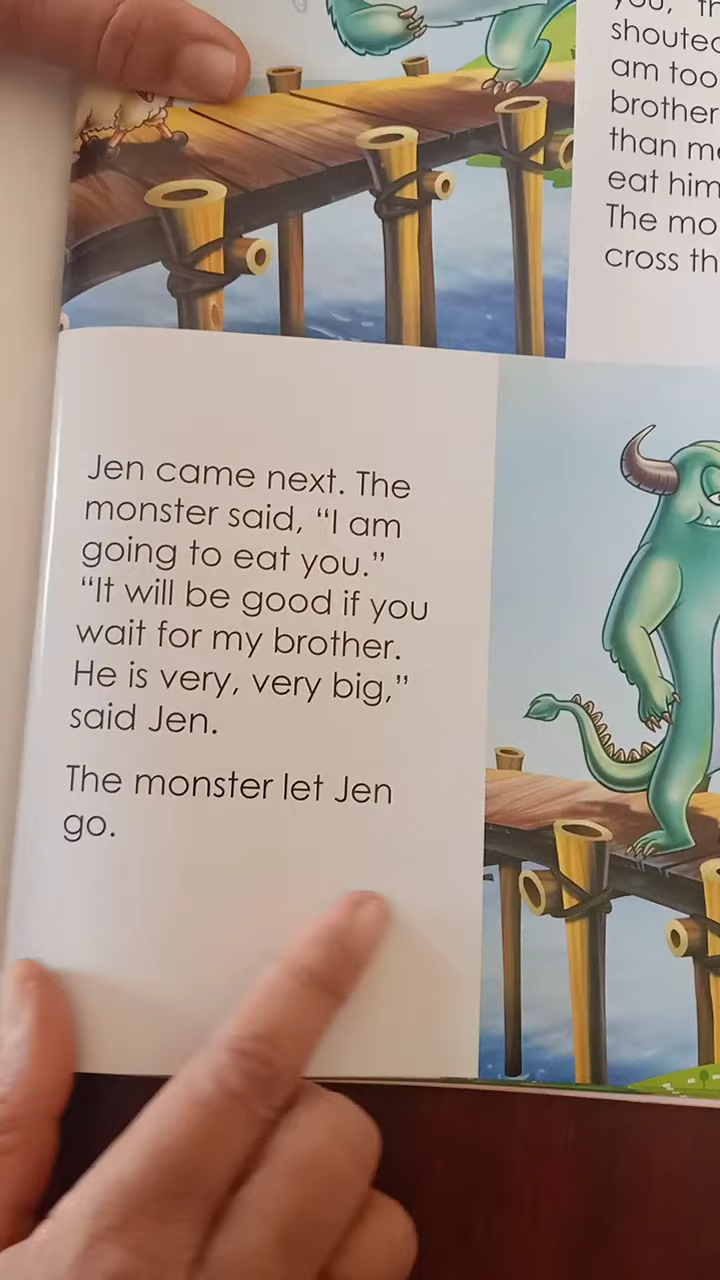 shouted
am too
brother
than me
eat him
The mo
cross th
Jen came next. The
monster said, “I am
going to eat you.”
“It will be good if you
wait for my brother.
He is very, very big,”
said Jen.
The monster let Jen
go.